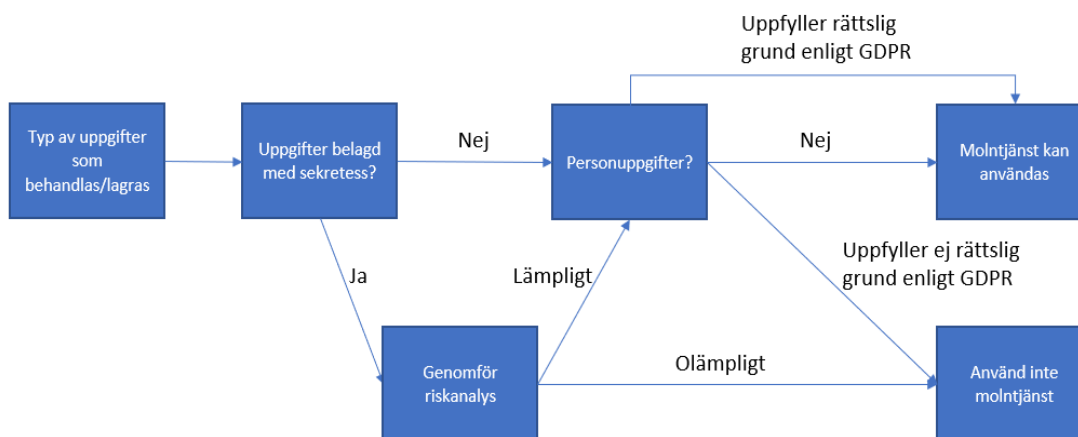 Uppfyller rättslig
grund enligt GDPR
Typ av uppgifter
som
behandlas/lagras
Uppgifter belagd
med sekretess?
Nej
Personuppgifter?
Nej
Molntjänst kan
användas
Ja
Lämpligt
Uppfyller ej rättslig
grund enligt GDPR
Genomför
riskanalys
Olämpligt
Använd inte
molntjänst